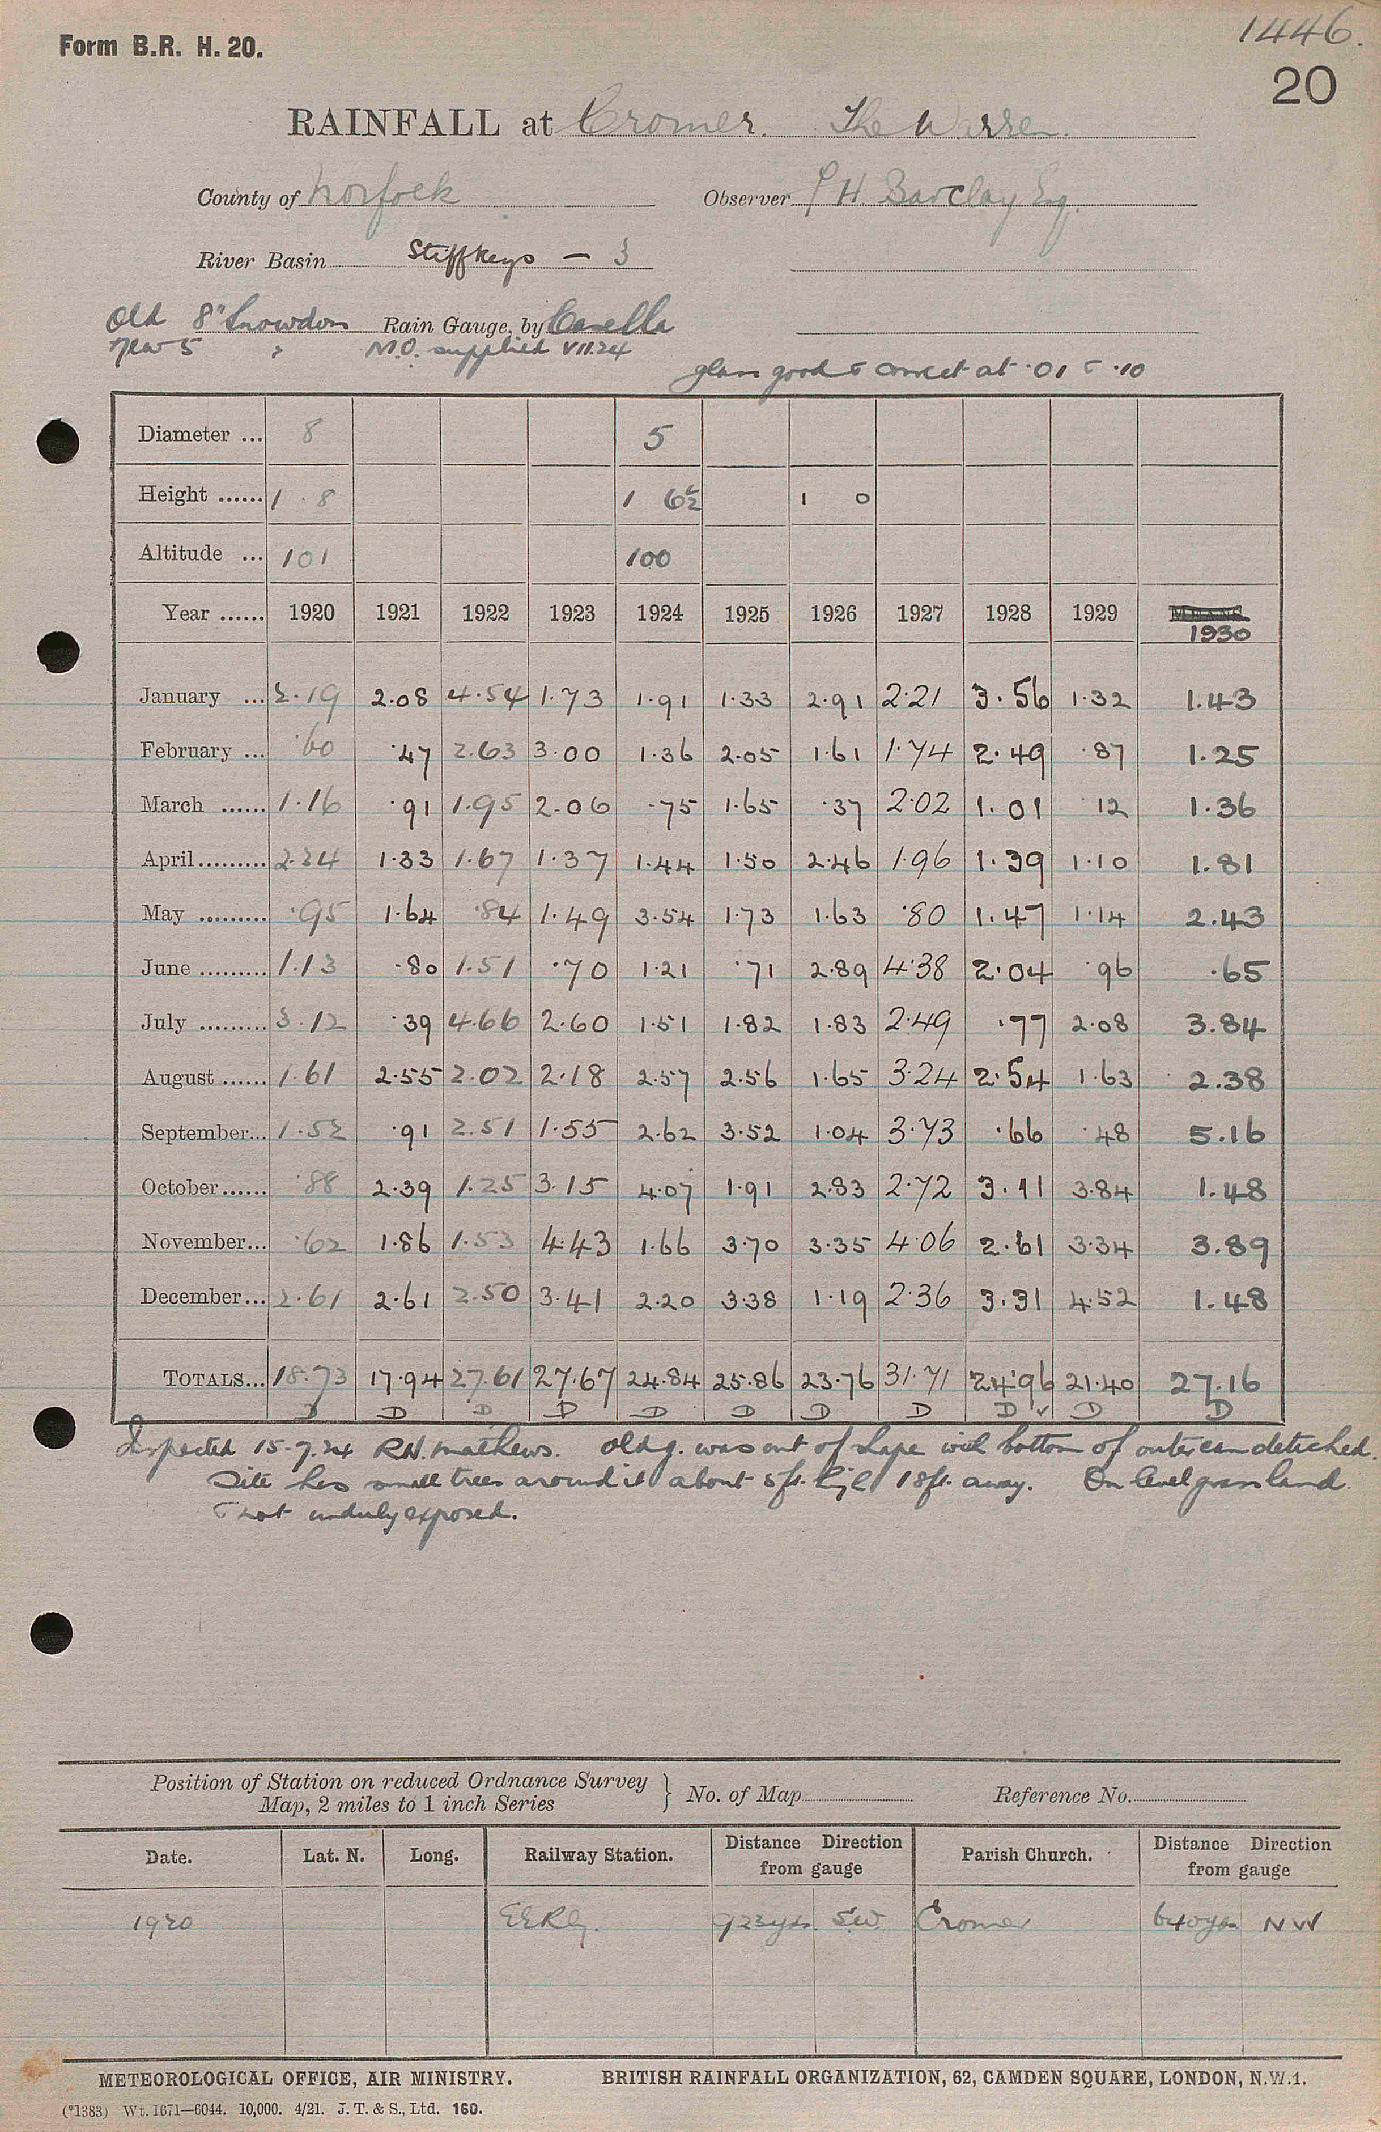 1446.
Form B.R. H. 20.
20
RAINFALL at Cromer. The Warren.
County of Norfolk Observer P H. Barclay Esq.
River Basin Stiffkeys — 3
Old 8" Snowdon Rain Gauge, by Casella
New 5 " M.O. supplied VII.24
glass good & correct at .01 & .10
Diameter ... 8 5
Height ...... 1 . 8 1 6½ 1 0
Altitude ... 101 100
Year ...... 1920 1921 1922 1923 1924 1925 1926 1927 1928 1929 MEANS 1930
January ... 2.19 2.08 4.54 1.73 1.91 1.33 2.91 2.21 3.56 1.32 1.43
February ... .60 .47 2.63 3.00 1.36 2.05 1.61 1.74 2.49 .87 1.25
March ...... 1.16 .91 1.95 2.06 .75 1.65 .37 2.02 1.01 .12 1.36
April ......... 2.34 1.33 1.67 1.37 1.44 1.50 2.46 1.96 1.39 1.10 1.81
May ......... .95 1.64 .84 1.49 3.54 1.73 1.63 .80 1.47 1.14 2.43
June ......... 1.13 .80 1.51 .70 1.21 .71 2.89 4.38 2.04 .96 .65
July ......... 3.12 .39 4.66 2.60 1.51 1.82 1.83 2.49 .77 2.08 3.84
August ...... 1.61 2.55 2.02 2.18 2.57 2.56 1.65 3.24 2.54 1.63 2.38
September... 1.52 .91 2.51 1.55 2.62 3.52 1.04 3.73 .66 .48 5.16
October...... .88 2.39 1.25 3.15 4.07 1.91 2.83 2.72 3.11 3.84 1.48
November... .62 1.86 1.53 4.43 1.66 3.70 3.35 4.06 2.61 3.34 3.89
December... 2.61 2.61 2.50 3.41 2.20 3.38 1.19 2.36 3.31 4.52 1.48
TOTALS... 18.73 17.94 27.61 27.67 24.84 25.86 23.76 31.71 24.96 21.40 27.16
D D D D D D D D D ✓ D D
Inspected 15-7.24 R.H. Mathews. Old g. was out of shape with bottom of outer can detached.
Site has small trees around it about 5 ft. high 18ft. away. On level grass land
& not unduly exposed.
Position of Station on reduced Ordnance Survey Map, 2 miles to 1 inch Series } No. of Map Reference No.
Date. Lat. N. Long. Railway Station. Distance Direction from gauge Parish Church. Distance Direction from gauge
1920 923 yds SW Cromer 640 yds NW
METEOROLOGICAL OFFICE, AIR MINISTRY. BRITISH RAINFALL ORGANIZATION, 62, CAMDEN SQUARE, LONDON, N.W.1.
(*1383) Wt. 1671—6044. 10,000. 4/21. J. T. & S., Ltd. 160.